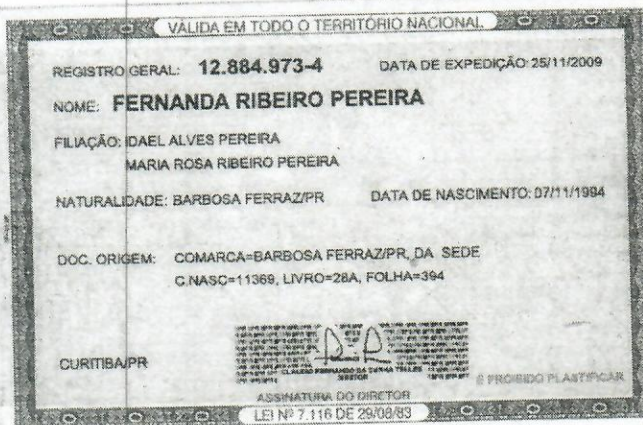 VÁLIDA EM TODO O TERRITÓRIO NACIONAL
REGISTRO GERAL: 12.884.973-4 DATA DE EXPEDIÇÃO: 25/11/2009
NOME: FERNANDA RIBEIRO PEREIRA
FILIAÇÃO: IDAEL ALVES PEREIRA
MARIA ROSA RIBEIRO PEREIRA
NATURALIDADE: BARBOSA FERRAZ/PR DATA DE NASCIMENTO: 07/11/1994
DOC. ORIGEM: COMARCA=BARBOSA FERRAZ/PR, DA SEDE
C.NASC=11369, LIVRO=28A, FOLHA=394
CURITIBA/PR
DIRETOR
É PROIBIDO PLASTIFICAR
ASSINATURA DO DIRETOR
LEI Nº 7.116 DE 29/08/83